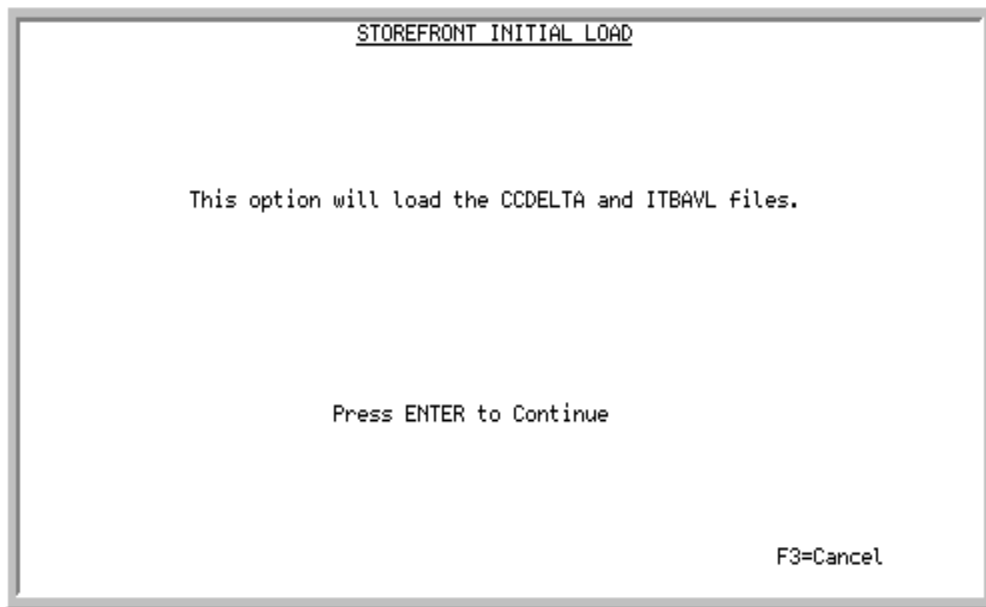 STOREFRONT INITIAL LOAD
This option will load the CCDELTA and ITBAVL files.
Press ENTER to Continue
F3=Cancel